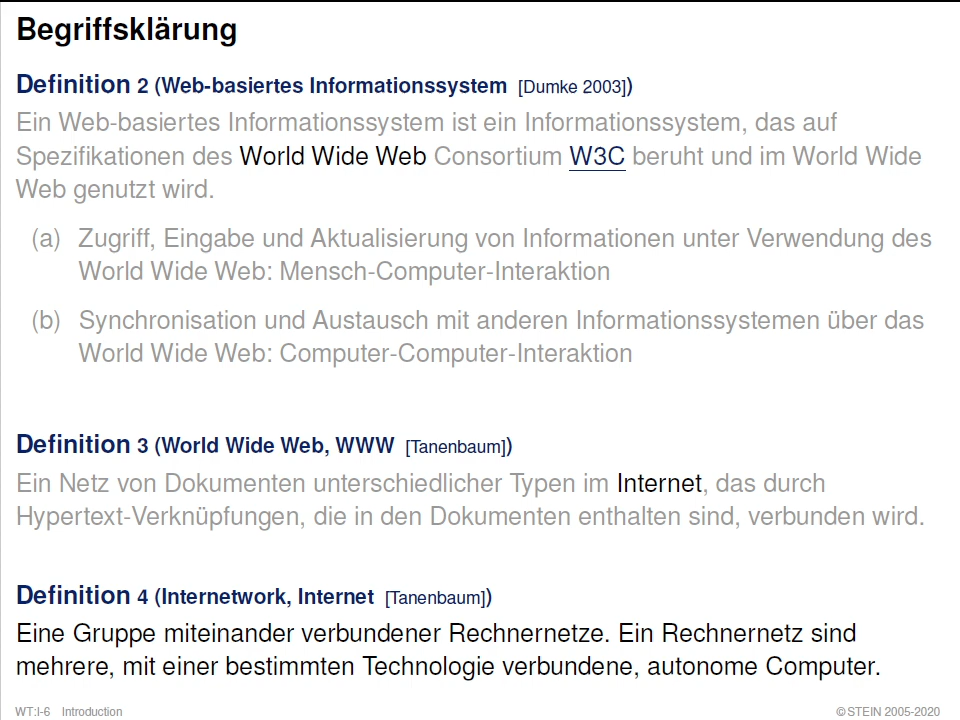 Begriffsklärung
Definition 2 (Web-basiertes Informationssystem [Dumke 2003])
Ein Web-basiertes Informationssystem ist ein Informationssystem, das auf
Spezifikationen des World Wide Web Consortium W3C beruht und im World Wide
Web genutzt wird.
(a) Zugriff, Eingabe und Aktualisierung von Informationen unter Verwendung des
World Wide Web: Mensch-Computer-Interaktion
(b) Synchronisation und Austausch mit anderen Informationssystemen über das
World Wide Web: Computer-Computer-Interaktion
Definition 3 (World Wide Web, WWW [Tanenbaum])
Ein Netz von Dokumenten unterschiedlicher Typen im Internet, das durch
Hypertext-Verknüpfungen, die in den Dokumenten enthalten sind, verbunden wird.
Definition 4 (Internetwork, Internet [Tanenbaum])
Eine Gruppe miteinander verbundener Rechnernetze. Ein Rechnernetz sind
mehrere, mit einer bestimmten Technologie verbundene, autonome Computer.
WT:I-6 Introduction © STEIN 2005-2020